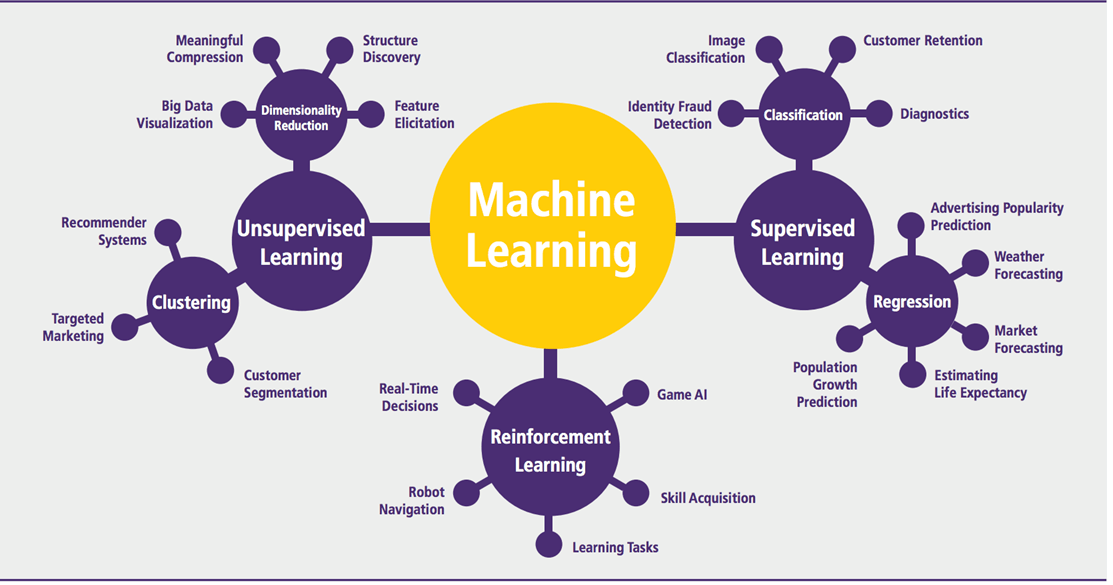 Machine
Learning
Unsupervised
Learning
Dimensionality
Reduction
Meaningful
Compression
Structure
Discovery
Big Data
Visualization
Feature
Elicitation
Clustering
Recommender
Systems
Targeted
Marketing
Customer
Segmentation
Supervised
Learning
Classification
Image
Classification
Customer Retention
Identity Fraud
Detection
Diagnostics
Regression
Advertising Popularity
Prediction
Weather
Forecasting
Market
Forecasting
Population
Growth
Prediction
Estimating
Life Expectancy
Reinforcement
Learning
Real-Time
Decisions
Game AI
Robot
Navigation
Skill Acquisition
Learning Tasks